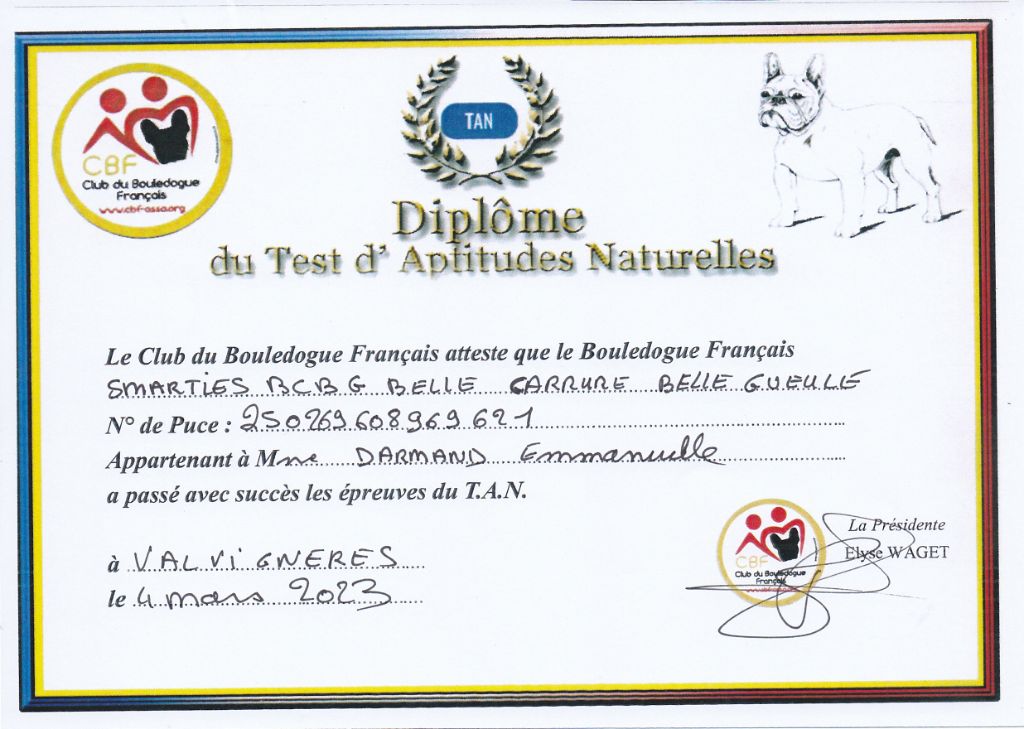 CBF
Club du Bouledogue
Français
www.cbf-asso.org
TAN
Diplôme
du Test d' Aptitudes Naturelles
Le Club du Bouledogue Français atteste que le Bouledogue Français
SMARTIES BCBG BELLE CARRURE BELLE GUEULE
N° de Puce : 250269608969621
Appartenant à Mme DARMAND Emmanuelle
a passé avec succès les épreuves du T.A.N.
à VALVIGNERES
le 4 mars 2023
CBF
Club du Bouledogue
Français
La Présidente
Elyse WAGET